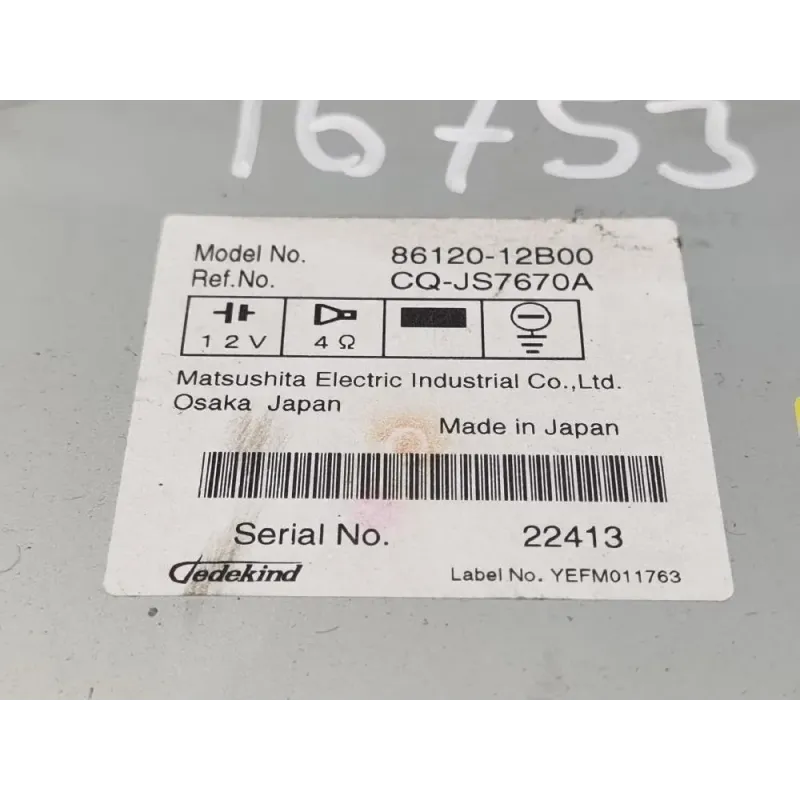 16753
Model No. 86120-12B00
Ref.No. CQ-JS7670A
12V 4Ω
Matsushita Electric Industrial Co.,Ltd.
Osaka Japan
Made in Japan
Serial No. 22413
Dedekind Label No. YEFM011763